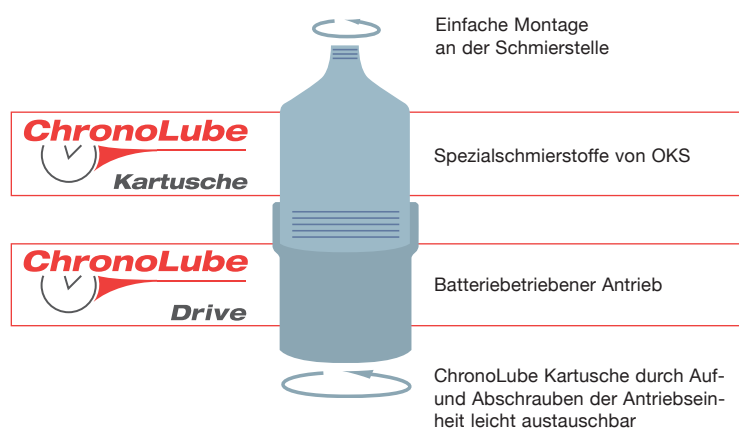 Einfache Montage
an der Schmierstelle
ChronoLube
Kartusche
Spezialschmierstoffe von OKS
ChronoLube
Drive
Batteriebetriebener Antrieb
ChronoLube Kartusche durch Auf-
und Abschrauben der Antriebsein-
heit leicht austauschbar